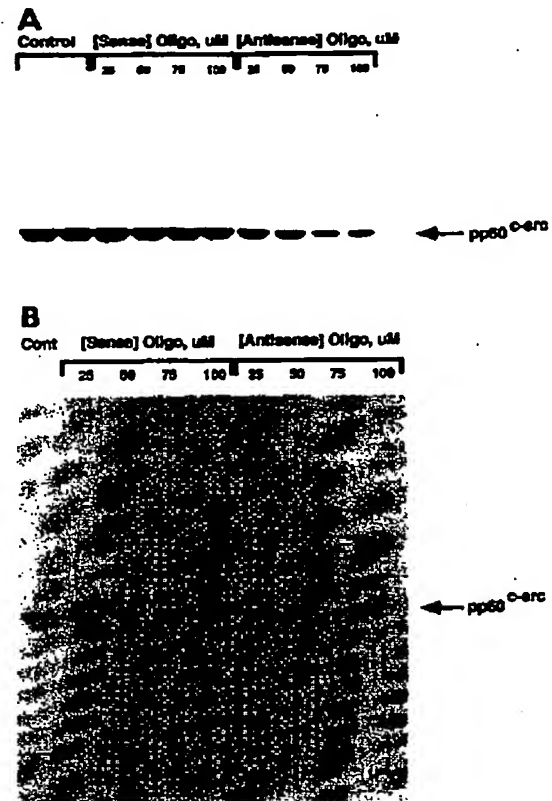 A
Control [Sense] Oligo, uM [Antisense] Oligo, uM
25 50 75 100 25 50 75 100
pp60 c-src
B
Cont [Sense] Oligo, uM [Antisense] Oligo, uM
25 50 75 100 25 50 75 100
pp60 c-src